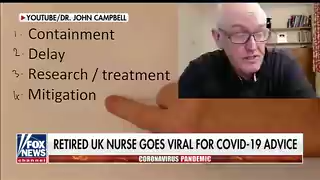 YOUTUBE/DR. JOHN CAMPBELL
1. Containment
2. Delay
3. Research / treatment
4. Mitigation
FOX
NEWS
channel
RETIRED UK NURSE GOES VIRAL FOR COVID-19 ADVICE
CORONAVIRUS PANDEMIC